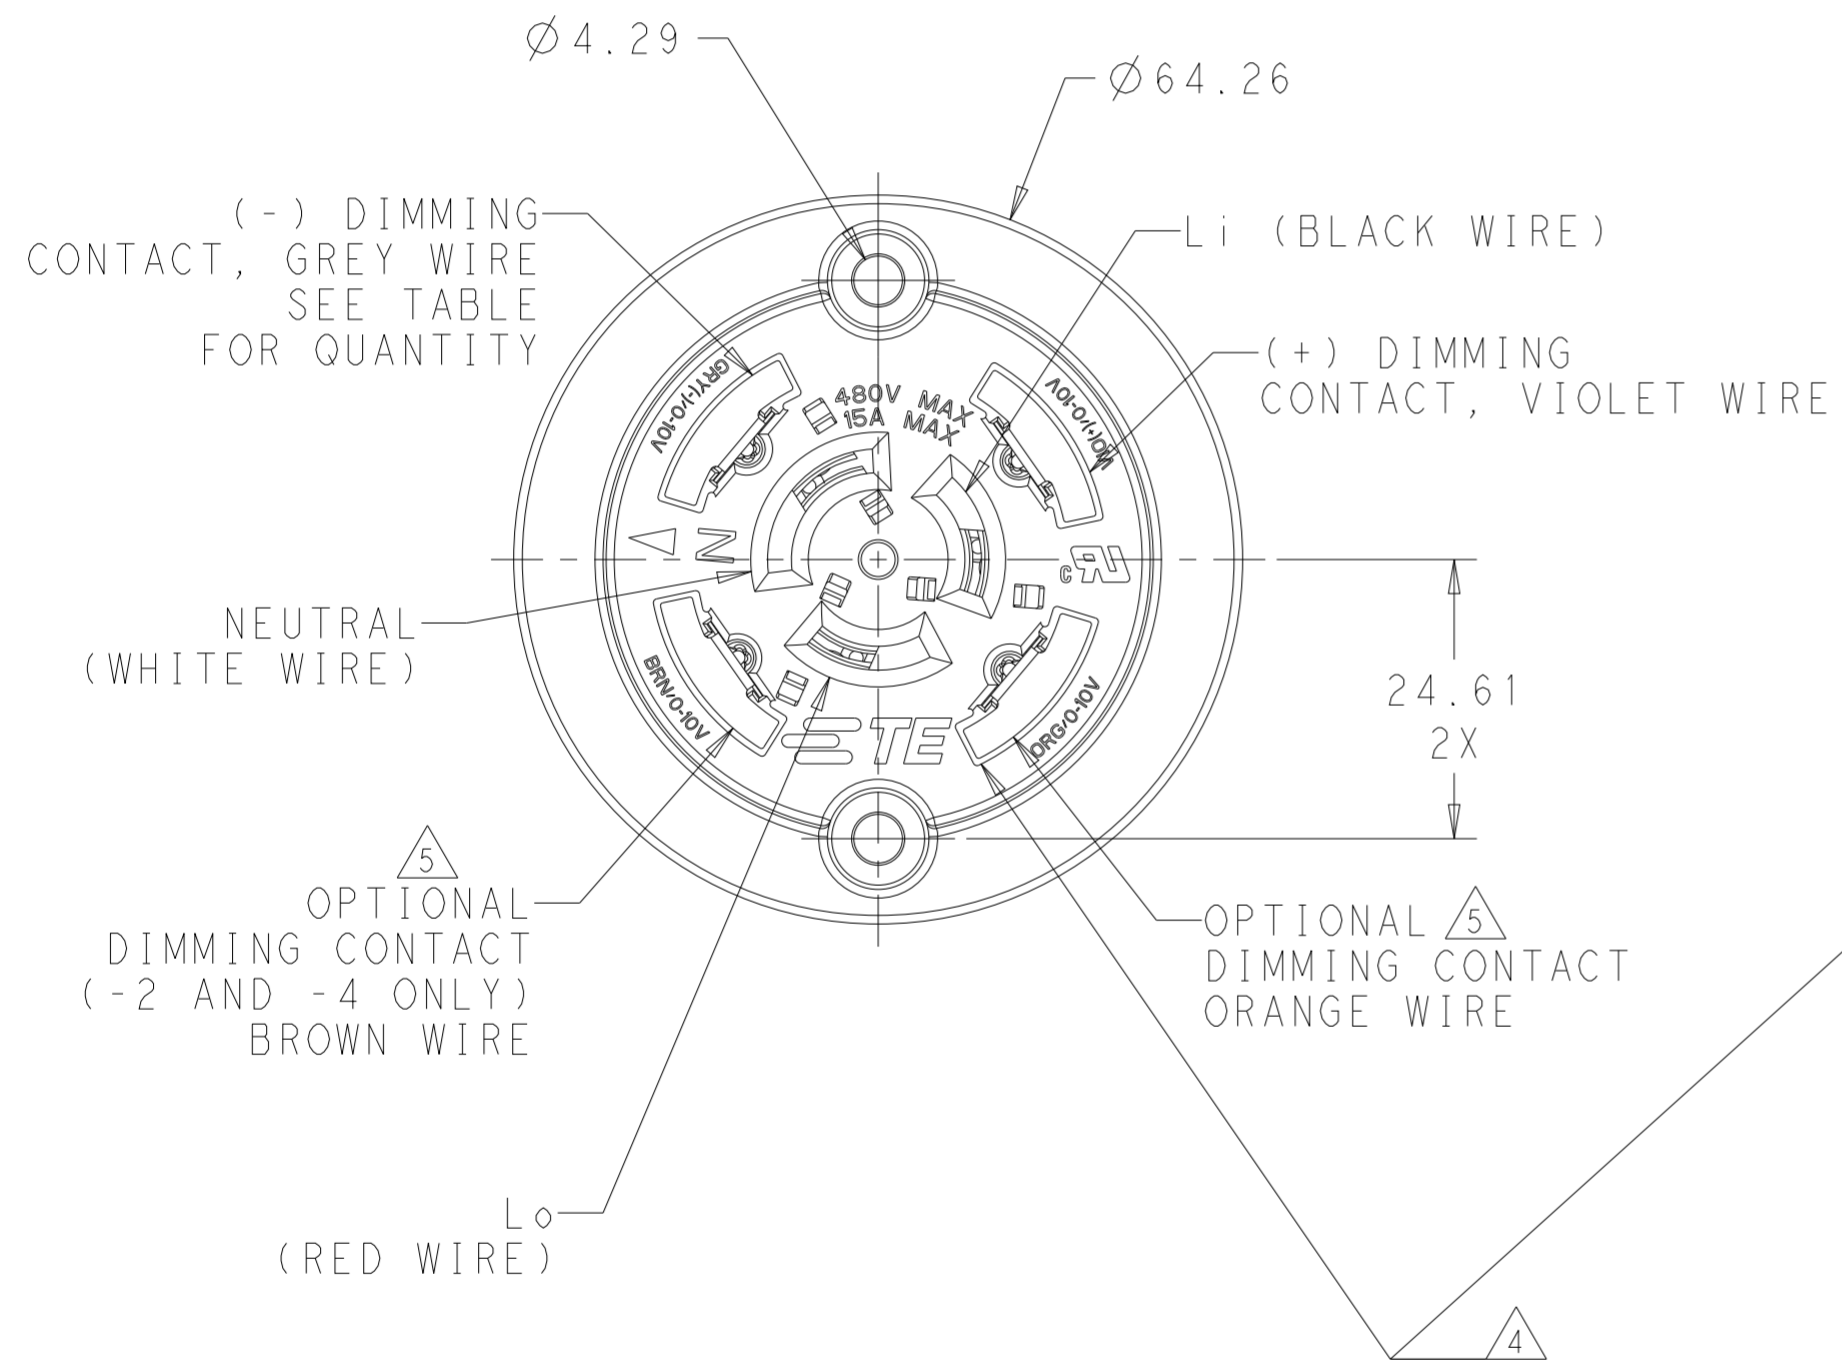 Ø4.29
Ø64.26
(-) DIMMING
CONTACT, GREY WIRE
SEE TABLE
FOR QUANTITY
Li (BLACK WIRE)
(+) DIMMING
CONTACT, VIOLET WIRE
GRY(-)/0-10V
480V MAX
15A MAX
VIO(+)/0-10V
N
NEUTRAL
(WHITE WIRE)
BRN/0-10V
TE
ORG/0-10V
24.61
2X
5
OPTIONAL
DIMMING CONTACT
(-2 AND -4 ONLY)
BROWN WIRE
OPTIONAL 5
DIMMING CONTACT
ORANGE WIRE
Lo
(RED WIRE)
4